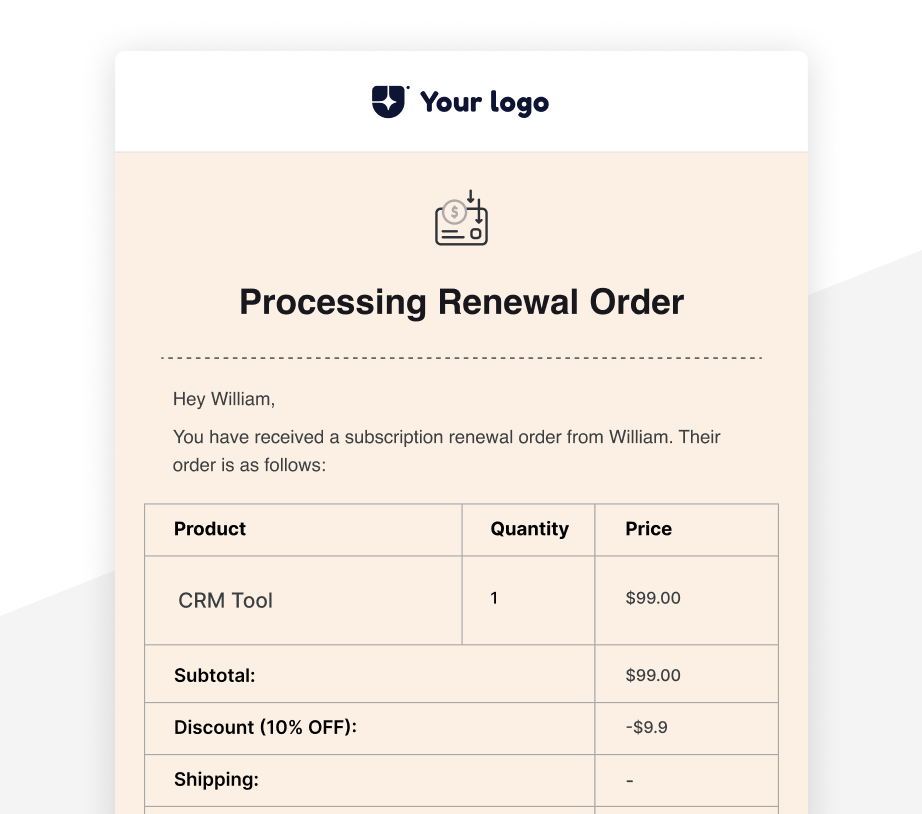 Your logo
$
Processing Renewal Order
Hey William,
You have received a subscription renewal order from William. Their
order is as follows:
Product Quantity Price
CRM Tool 1 $99.00
Subtotal: $99.00
Discount (10% OFF): -$9.9
Shipping: -